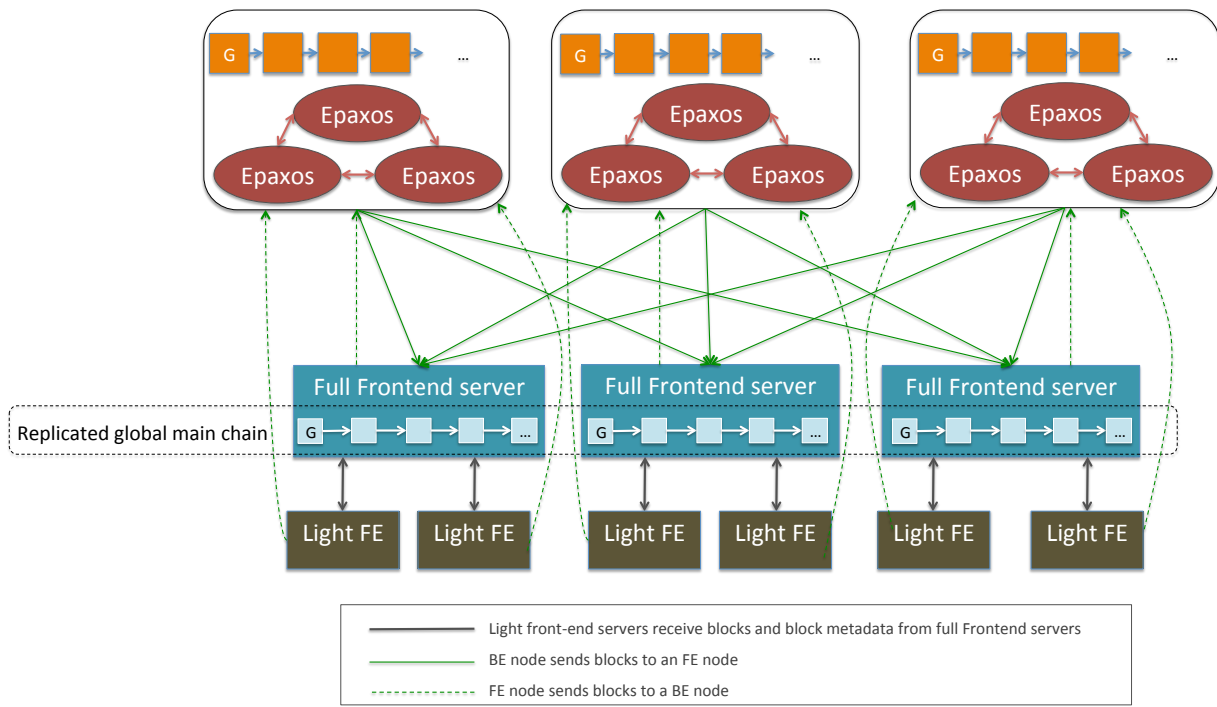 G ...
G ...
G ...
Epaxos
Epaxos
Epaxos
Epaxos Epaxos
Epaxos Epaxos
Epaxos Epaxos
Full Frontend server
Full Frontend server
Full Frontend server
Replicated global main chain
G ...
G ...
G ...
Light FE
Light FE
Light FE
Light FE
Light FE
Light FE
Light front-end servers receive blocks and block metadata from full Frontend servers
BE node sends blocks to an FE node
FE node sends blocks to a BE node